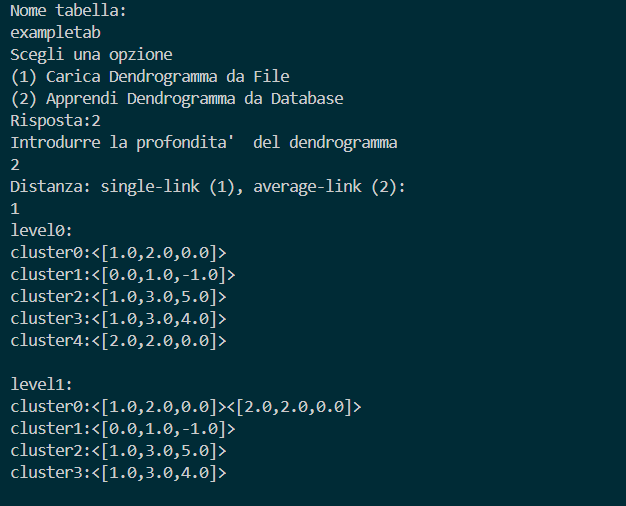 Nome tabella:
exampletab
Scegli una opzione
(1) Carica Dendrogramma da File
(2) Apprendi Dendrogramma da Database
Risposta:2
Introdurre la profondita'  del dendrogramma
2
Distanza: single-link (1), average-link (2):
1
level0:
cluster0:<[1.0,2.0,0.0]>
cluster1:<[0.0,1.0,-1.0]>
cluster2:<[1.0,3.0,5.0]>
cluster3:<[1.0,3.0,4.0]>
cluster4:<[2.0,2.0,0.0]>

level1:
cluster0:<[1.0,2.0,0.0]><[2.0,2.0,0.0]>
cluster1:<[0.0,1.0,-1.0]>
cluster2:<[1.0,3.0,5.0]>
cluster3:<[1.0,3.0,4.0]>